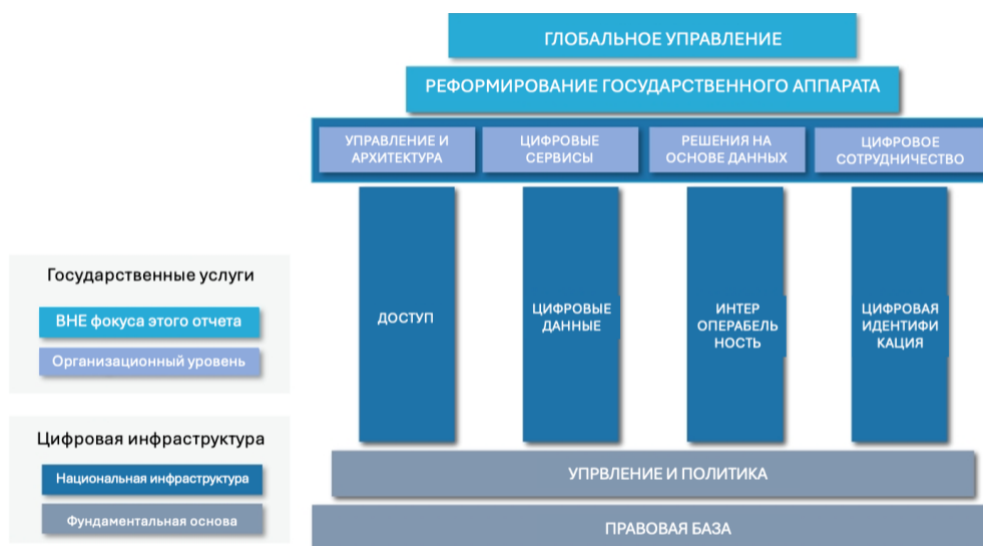 ГЛОБАЛЬНОЕ УПРАВЛЕНИЕ
РЕФОРМИРОВАНИЕ ГОСУДАРСТВЕННОГО АППАРАТА
УПРАВЛЕНИЕ И
АРХИТЕКТУРА
ЦИФРОВЫЕ
СЕРВИСЫ
РЕШЕНИЯ НА
ОСНОВЕ ДАННЫХ
ЦИФРОВОЕ
СОТРУДНИЧЕСТВО
ДОСТУП
ЦИФРОВЫЕ
ДАННЫЕ
ИНТЕР
ОПЕРАБЕЛЬ
НОСТЬ
ЦИФРОВАЯ
ИДЕНТИФИ
КАЦИЯ
УПРВЛЕНИЕ И ПОЛИТИКА
ПРАВОВАЯ БАЗА
Государственные услуги
ВНЕ фокуса этого отчета
Организационный уровень
Цифровая инфраструктура
Национальная инфраструктура
Фундаментальная основа